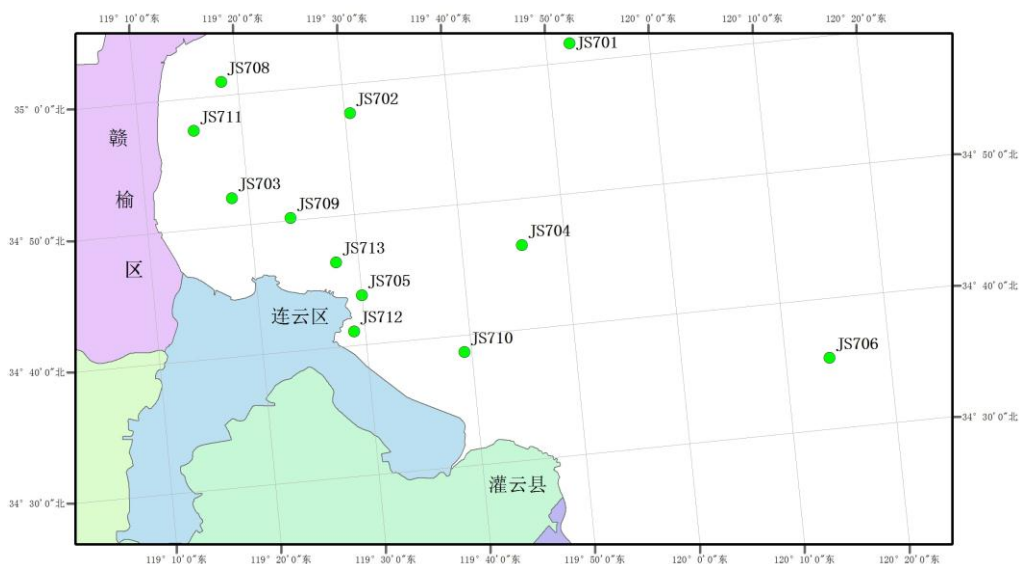 119° 10′0″东
119° 20′0″东
119° 30′0″东
119° 40′0″东
119° 50′0″东
120° 0′0″东
120° 10′0″东
120° 20′0″东
JS701
JS708
JS702
35° 0′0″北
JS711
赣
榆
区
34° 50′0″北
JS703
JS709
JS704
34° 50′0″北
JS713
JS705
34° 40′0″北
连云区
JS712
JS710
JS706
34° 40′0″北
34° 30′0″北
灌云县
34° 30′0″北
119° 10′0″东
119° 20′0″东
119° 30′0″东
119° 40′0″东
119° 50′0″东
120° 0′0″东
120° 10′0″东
120° 20′0″东